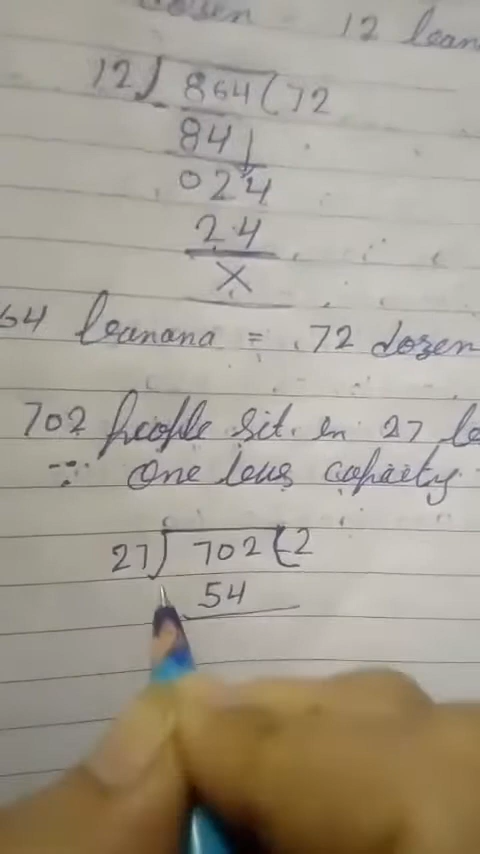 12 banan
12) 864 (72
84↓
024
24
×
64 banana = 72 dozen
702 people sit in 27
∵ One bus capacity
27) 702 (2
54